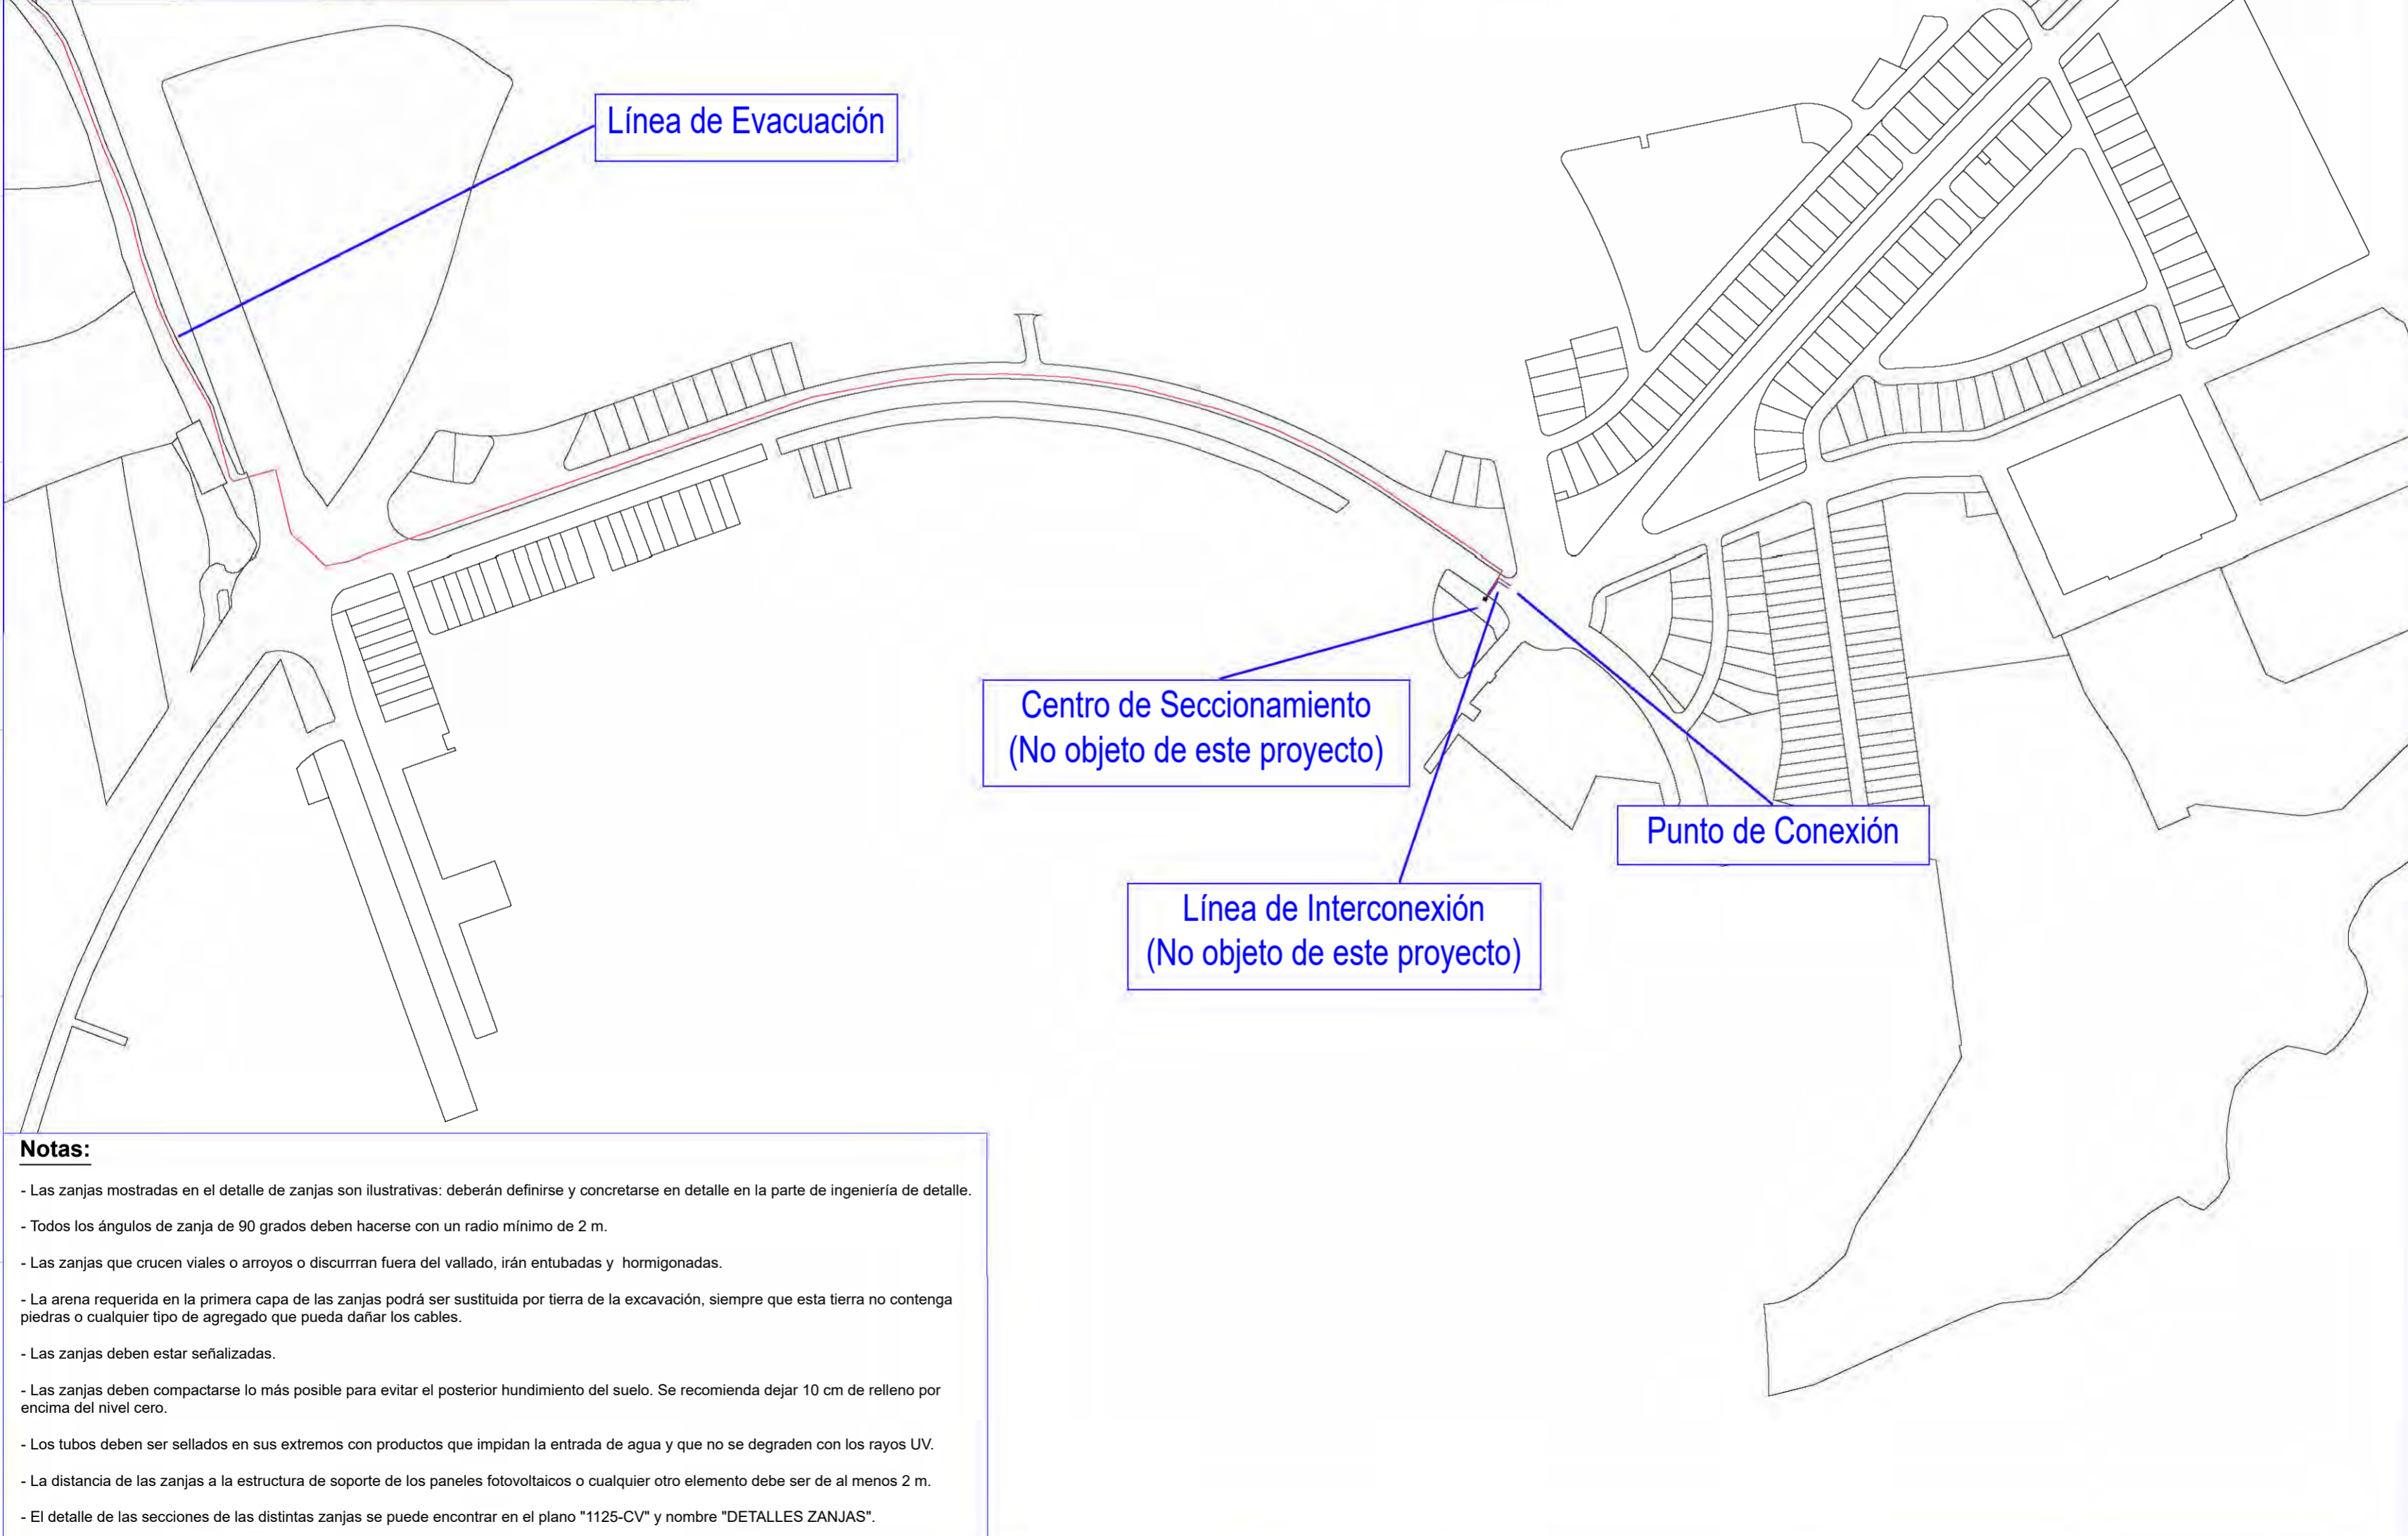 Línea de Evacuación
Centro de Seccionamiento
(No objeto de este proyecto)
Punto de Conexión
Línea de Interconexión
(No objeto de este proyecto)
Notas:
- Las zanjas mostradas en el detalle de zanjas son ilustrativas: deberán definirse y concretarse en detalle en la parte de ingeniería de detalle.
- Todos los ángulos de zanja de 90 grados deben hacerse con un radio mínimo de 2 m.
- Las zanjas que crucen viales o arroyos o discurrran fuera del vallado, irán entubadas y  hormigonadas.
- La arena requerida en la primera capa de las zanjas podrá ser sustituida por tierra de la excavación, siempre que esta tierra no contenga
piedras o cualquier tipo de agregado que pueda dañar los cables.
- Las zanjas deben estar señalizadas.
- Las zanjas deben compactarse lo más posible para evitar el posterior hundimiento del suelo. Se recomienda dejar 10 cm de relleno por
encima del nivel cero.
- Los tubos deben ser sellados en sus extremos con productos que impidan la entrada de agua y que no se degraden con los rayos UV.
- La distancia de las zanjas a la estructura de soporte de los paneles fotovoltaicos o cualquier otro elemento debe ser de al menos 2 m.
- El detalle de las secciones de las distintas zanjas se puede encontrar en el plano "1125-CV" y nombre "DETALLES ZANJAS".